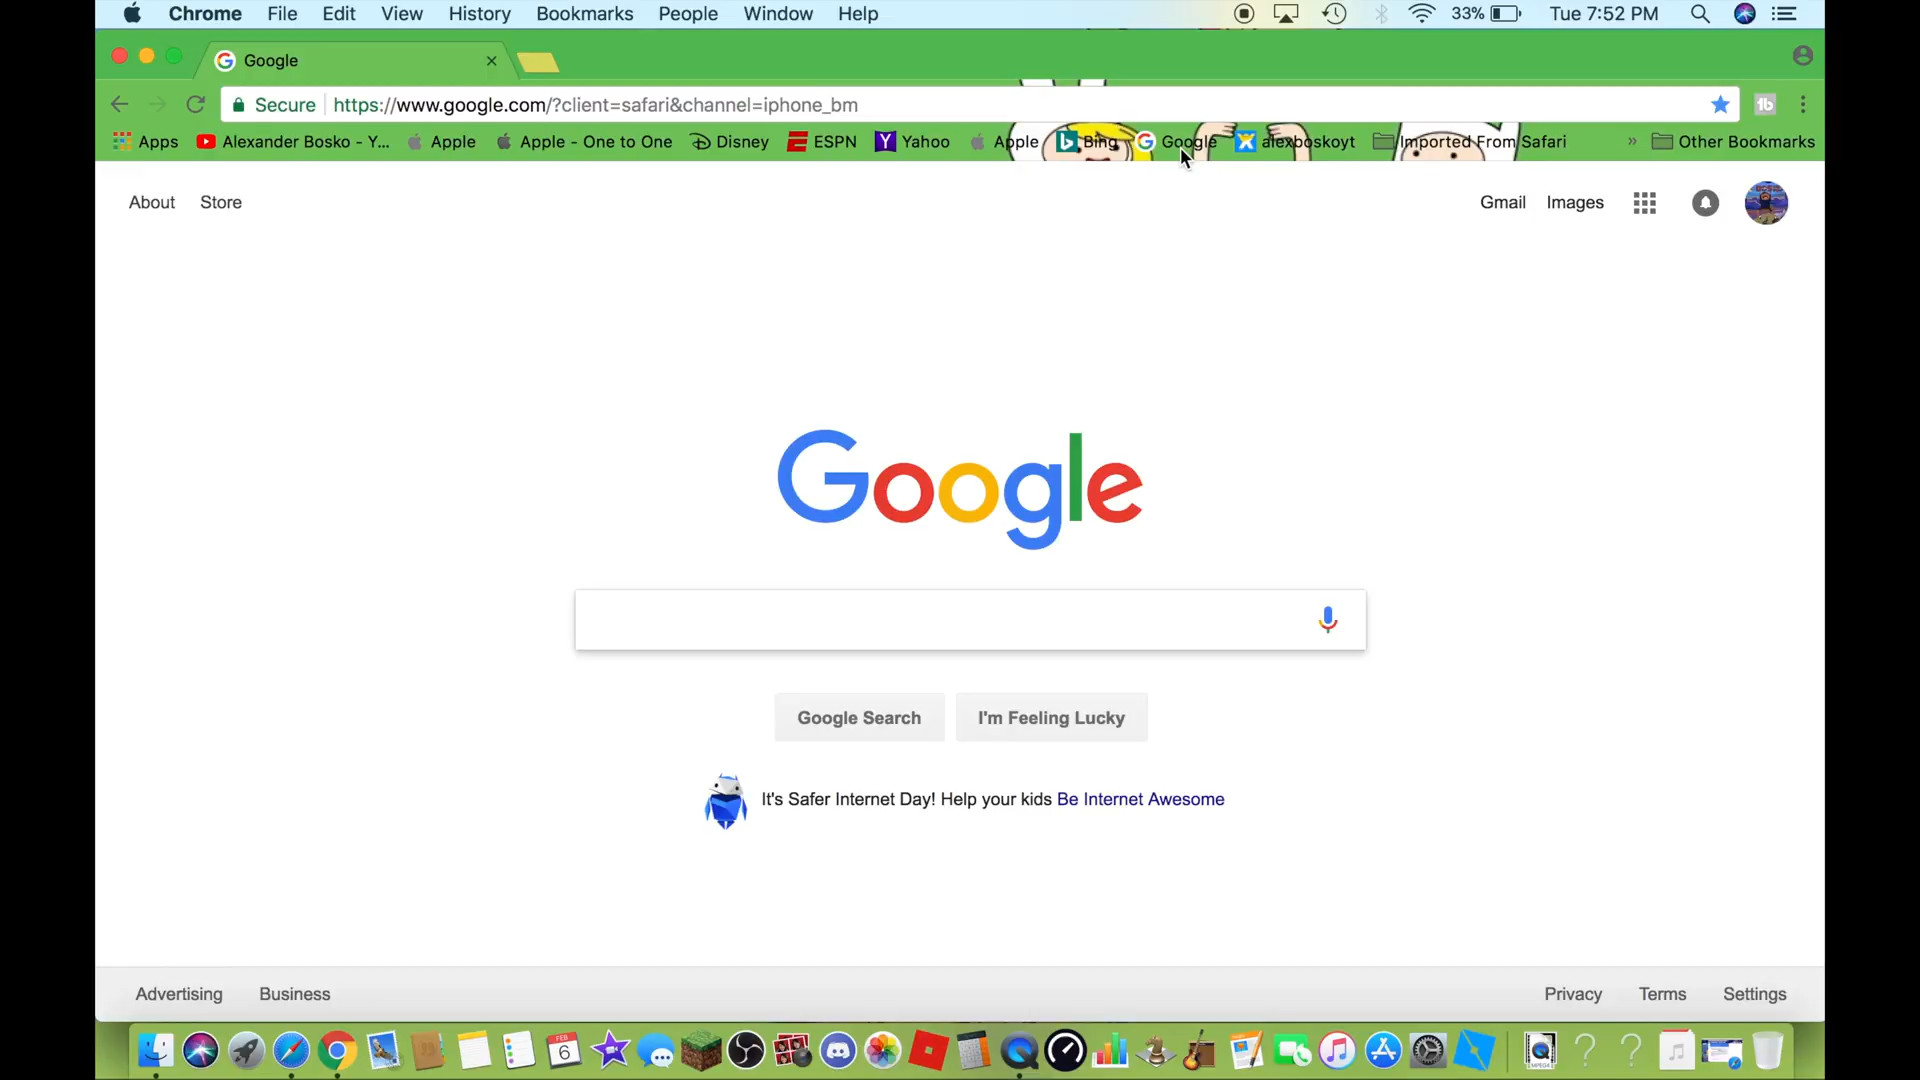 Chrome File Edit View History Bookmarks People Window Help 33% Tue 7:52 PM
Google
Secure https://www.google.com/?client=safari&channel=iphone_bm
Apps Alexander Bosko - Y... Apple Apple - One to One Disney ESPN Yahoo Apple Bing Google alexboskoyt Imported From Safari » Other Bookmarks
About Store Gmail Images
Google
Google Search I'm Feeling Lucky
It's Safer Internet Day! Help your kids Be Internet Awesome
Advertising Business Privacy Terms Settings
FEB
6